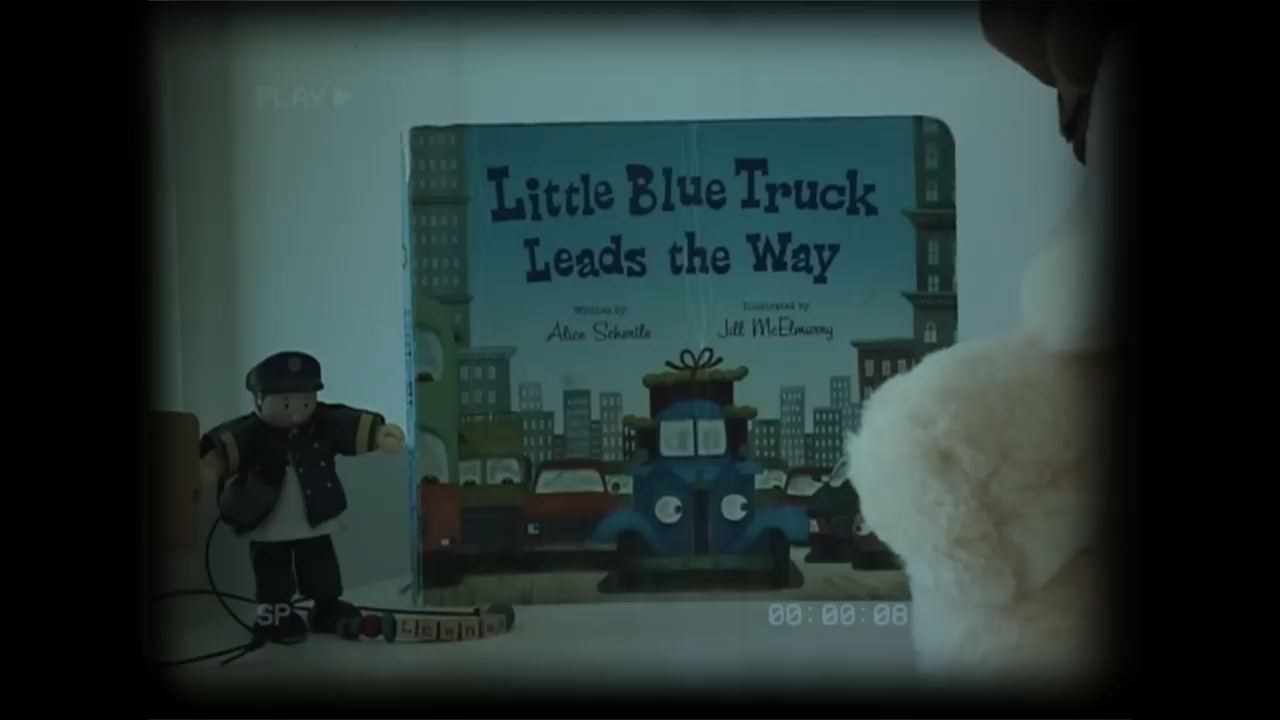 PLAY
Little Blue Truck
Leads the Way
Written by
Illustrated by
Alice Schertle
Jill McElmurry
SP
00:00:08